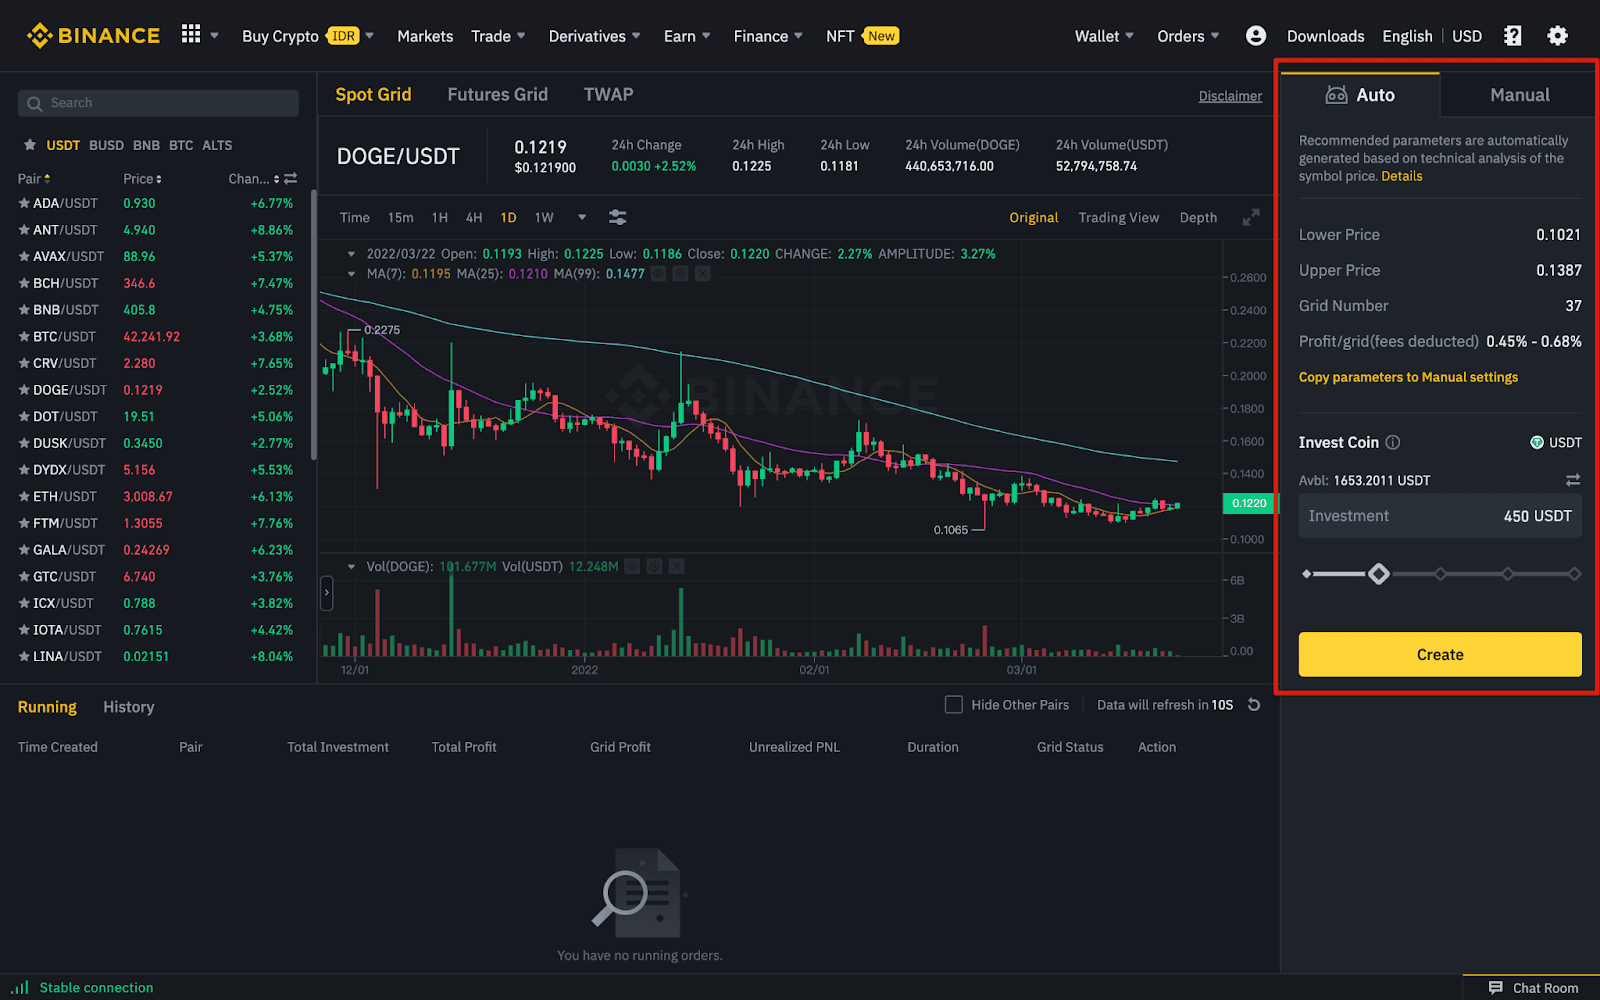 BINANCE
Buy Crypto IDR Markets Trade Derivatives Earn Finance NFT New
Wallet Orders Downloads English USD
Search
USDT BUSD BNB BTC ALTS
Pair Price Chan...
ADA/USDT 0.930 +6.77%
ANT/USDT 4.940 +8.86%
AVAX/USDT 88.96 +5.37%
BCH/USDT 346.6 +7.47%
BNB/USDT 405.8 +4.75%
BTC/USDT 42,241.92 +3.68%
CRV/USDT 2.280 +7.65%
DOGE/USDT 0.1219 +2.52%
DOT/USDT 19.51 +5.06%
DUSK/USDT 0.3450 +2.77%
DYDX/USDT 5.156 +5.53%
ETH/USDT 3,008.67 +6.13%
FTM/USDT 1.3055 +7.76%
GALA/USDT 0.24269 +6.23%
GTC/USDT 6.740 +3.76%
ICX/USDT 0.788 +3.82%
IOTA/USDT 0.7615 +4.42%
LINA/USDT 0.02151 +8.04%
Spot Grid Futures Grid TWAP Disclaimer
DOGE/USDT
0.1219
$0.121900
24h Change
0.0030 +2.52%
24h High
0.1225
24h Low
0.1181
24h Volume(DOGE)
440,653,716.00
24h Volume(USDT)
52,794,758.74
Time 15m 1H 4H 1D 1W
Original Trading View Depth
2022/03/22 Open: 0.1193 High: 0.1225 Low: 0.1186 Close: 0.1220 CHANGE: 2.27% AMPLITUDE: 3.27%
MA(7): 0.1195 MA(25): 0.1210 MA(99): 0.1477
0.2275
BINANCE
0.1065
0.2600
0.2400
0.2200
0.2000
0.1800
0.1600
0.1400
0.1220
0.1000
Vol(DOGE): 101.677M Vol(USDT) 12.248M
6B
3B
0.00
12/01 2022 02/01 03/01
Auto Manual
Recommended parameters are automatically
generated based on technical analysis of the
symbol price. Details
Lower Price 0.1021
Upper Price 0.1387
Grid Number 37
Profit/grid(fees deducted) 0.45% - 0.68%
Copy parameters to Manual settings
Invest Coin USDT
Avbl: 1653.2011 USDT
Investment 450 USDT
Create
Running History
Hide Other Pairs Data will refresh in 10S
Time Created Pair Total Investment Total Profit Grid Profit Unrealized PNL Duration Grid Status Action
You have no running orders.
Stable connection
Chat Room